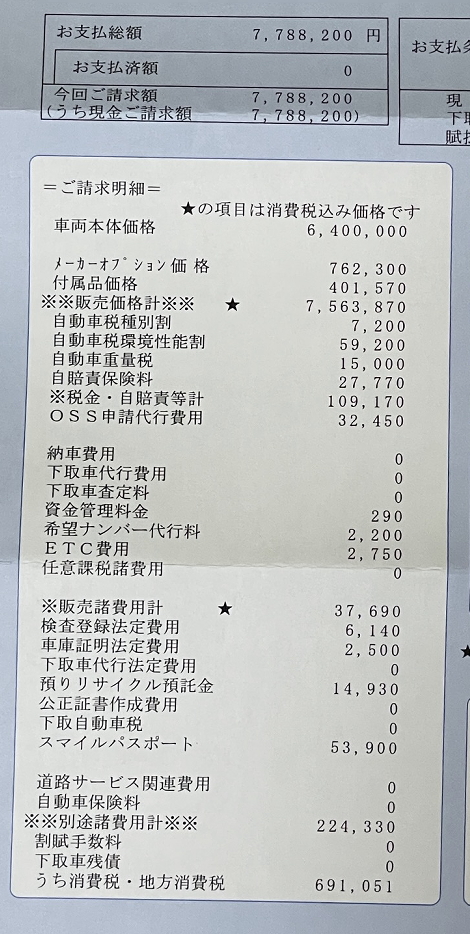 お支払総額 7,788,200 円
お支払済額 0
今回ご請求額 7,788,200
(うち現金ご請求額 7,788,200)
お支払
現
下取
賦払
=ご請求明細=
★の項目は消費税込み価格です
車両本体価格 6,400,000
メーカーオプション価格 762,300
付属品価格 401,570
※※販売価格計※※ ★ 7,563,870
自動車税種別割 7,200
自動車税環境性能割 59,200
自動車重量税 15,000
自賠責保険料 27,770
※税金・自賠責等計 109,170
OSS申請代行費用 32,450
納車費用 0
下取車代行費用 0
下取車査定料 0
資金管理料金 290
希望ナンバー代行料 2,200
ETC費用 2,750
任意課税諸費用 0
※販売諸費用計 ★ 37,690
検査登録法定費用 6,140
車庫証明法定費用 2,500
下取車代行法定費用 0
預りリサイクル預託金 14,930
公正証書作成費用 0
下取自動車税 0
スマイルパスポート 53,900
道路サービス関連費用 0
自動車保険料 0
※※別途諸費用計※※ 224,330
割賦手数料 0
下取車残債 0
うち消費税・地方消費税 691,051
★